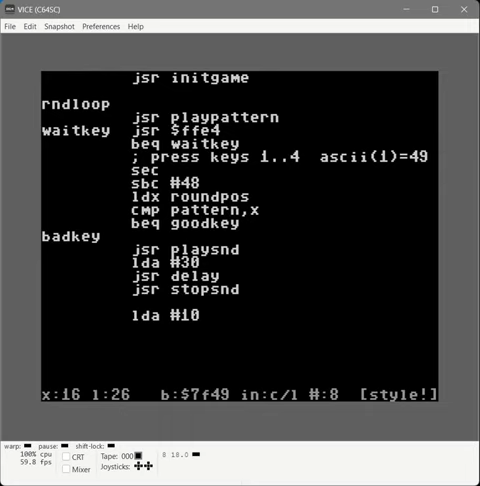 VICE (C64SC)
File Edit Snapshot Preferences Help
jsr initgame
rndloop
jsr playpattern
waitkey jsr $ffe4
beq waitkey
; press keys 1..4 ascii(1)=49
sec
sbc #48
ldx roundpos
cmp pattern,x
beq goodkey
badkey
jsr playsnd
lda #30
jsr delay
jsr stopsnd
lda #10
x:16 l:26 b:$7f49 in:c/l #:8 [style!]
warp: pause: shift-lock:
100% cpu CRT Tape: 000 8 18.0
59.8 fps Mixer Joysticks: